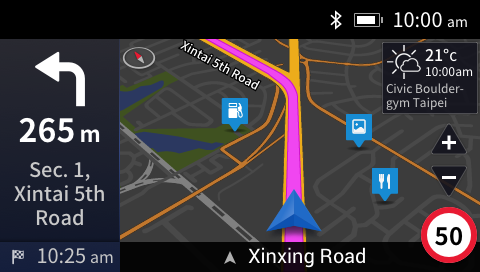 10:00 am
Xintai 5th Road
21°c
10:00am
Civic Boulder-
gym Taipei
265 m
Sec. 1,
Xintai 5th
Road
+
−
50
10:25 am
Xinxing Road